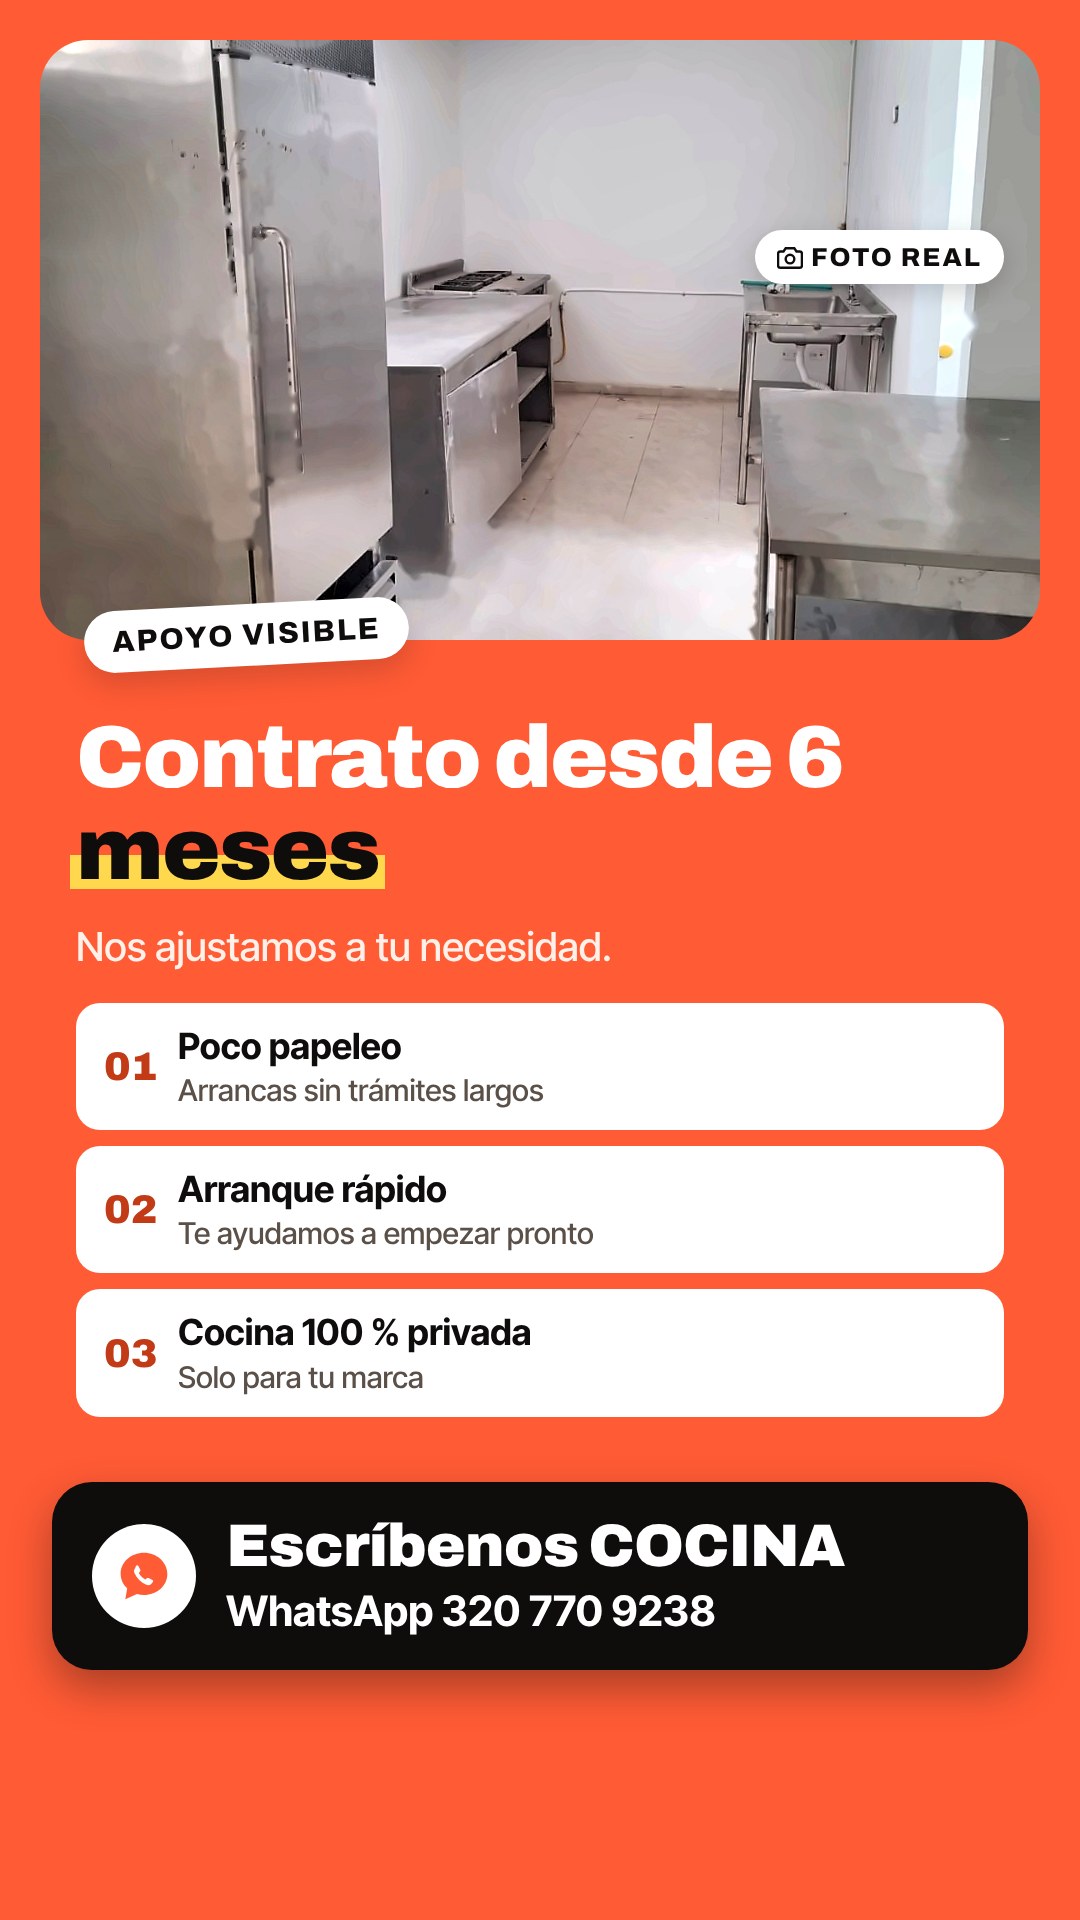 FOTO REAL
APOYO VISIBLE
Contrato desde 6
meses
Nos ajustamos a tu necesidad.
01
Poco papeleo
Arrancas sin trámites largos
02
Arranque rápido
Te ayudamos a empezar pronto
03
Cocina 100 % privada
Solo para tu marca
Escríbenos COCINA
WhatsApp 320 770 9238